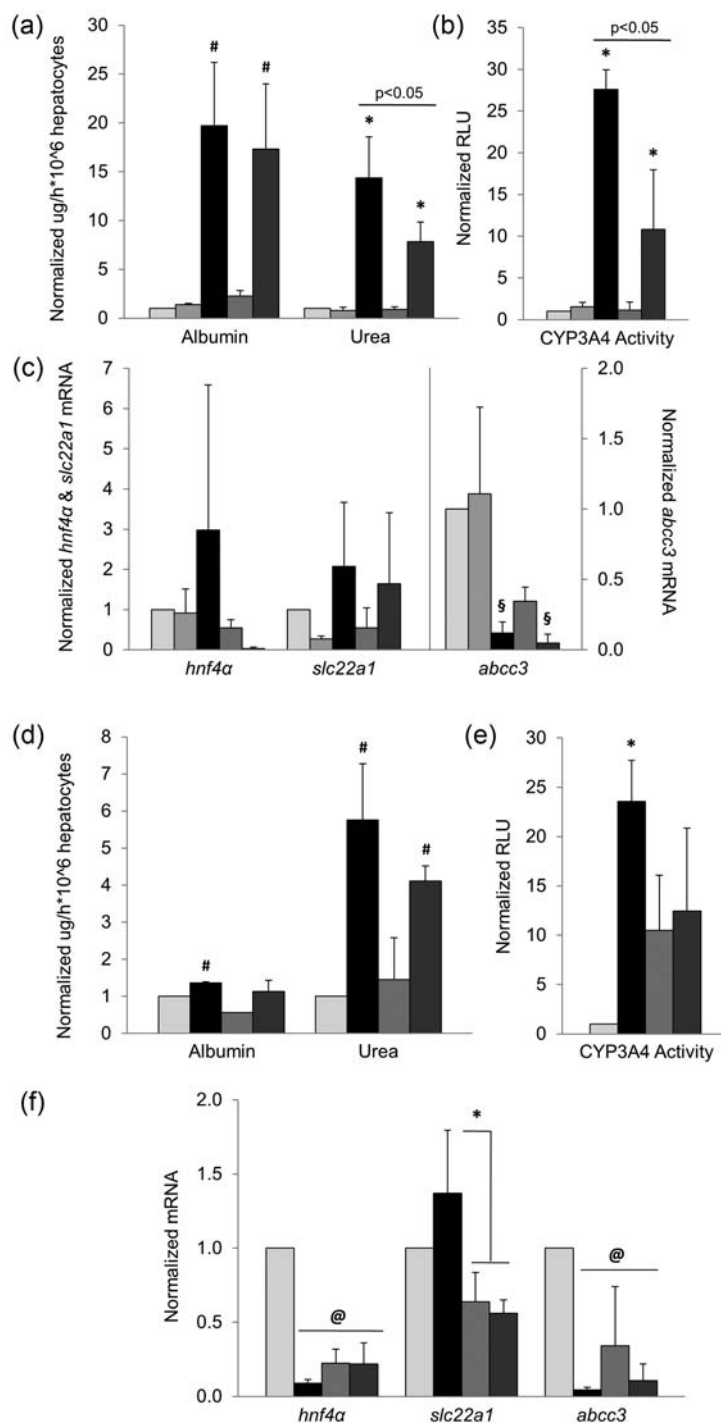 (a)
Normalized ug/h*10^6 hepatocytes
30
25
20
15
10
5
0
#
#
p<0.05
*
*
Albumin
Urea
(b)
Normalized RLU
35
30
25
20
15
10
5
0
p<0.05
*
*
CYP3A4 Activity
(c)
Normalized hnf4α & slc22a1 mRNA
7
6
5
4
3
2
1
0
§
§
hnf4α
slc22a1
abcc3
2.0
1.5
1.0
0.5
0.0
Normalized abcc3 mRNA
(d)
Normalized ug/h*10^6 hepatocytes
8
7
6
5
4
3
2
1
0
#
#
#
Albumin
Urea
(e)
Normalized RLU
30
25
20
15
10
5
0
*
CYP3A4 Activity
(f)
Normalized mRNA
2.0
1.5
1.0
0.5
0.0
@
*
@
hnf4α
slc22a1
abcc3